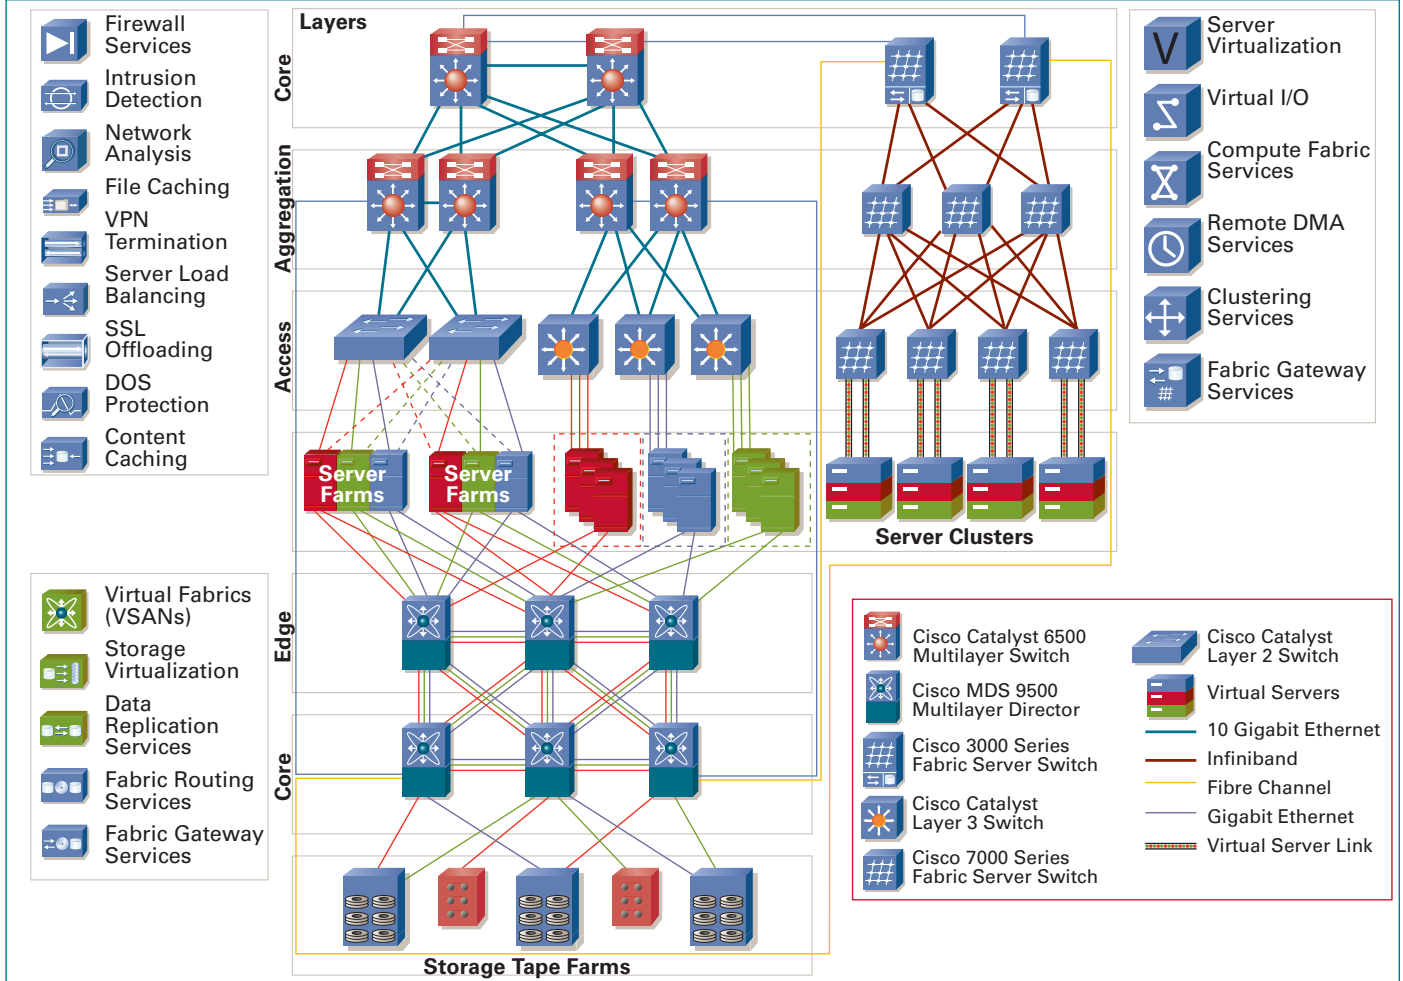 Layers
Firewall
Services
Intrusion
Detection
Network
Analysis
File Caching
VPN
Termination
Server Load
Balancing
SSL
Offloading
DOS
Protection
Content
Caching
Core
Aggregation
Access
Server
Farms
Server
Farms
Server Clusters
V
Server
Virtualization
Virtual I/O
Compute Fabric
Services
Remote DMA
Services
Clustering
Services
Fabric Gateway
Services
Virtual Fabrics
(VSANs)
Storage
Virtualization
Data
Replication
Services
Fabric Routing
Services
Fabric Gateway
Services
Edge
Core
Storage Tape Farms
Cisco Catalyst 6500
Multilayer Switch
Cisco MDS 9500
Multilayer Director
Cisco 3000 Series
Fabric Server Switch
Cisco Catalyst
Layer 3 Switch
Cisco 7000 Series
Fabric Server Switch
Cisco Catalyst
Layer 2 Switch
Virtual Servers
10 Gigabit Ethernet
Infiniband
Fibre Channel
Gigabit Ethernet
Virtual Server Link